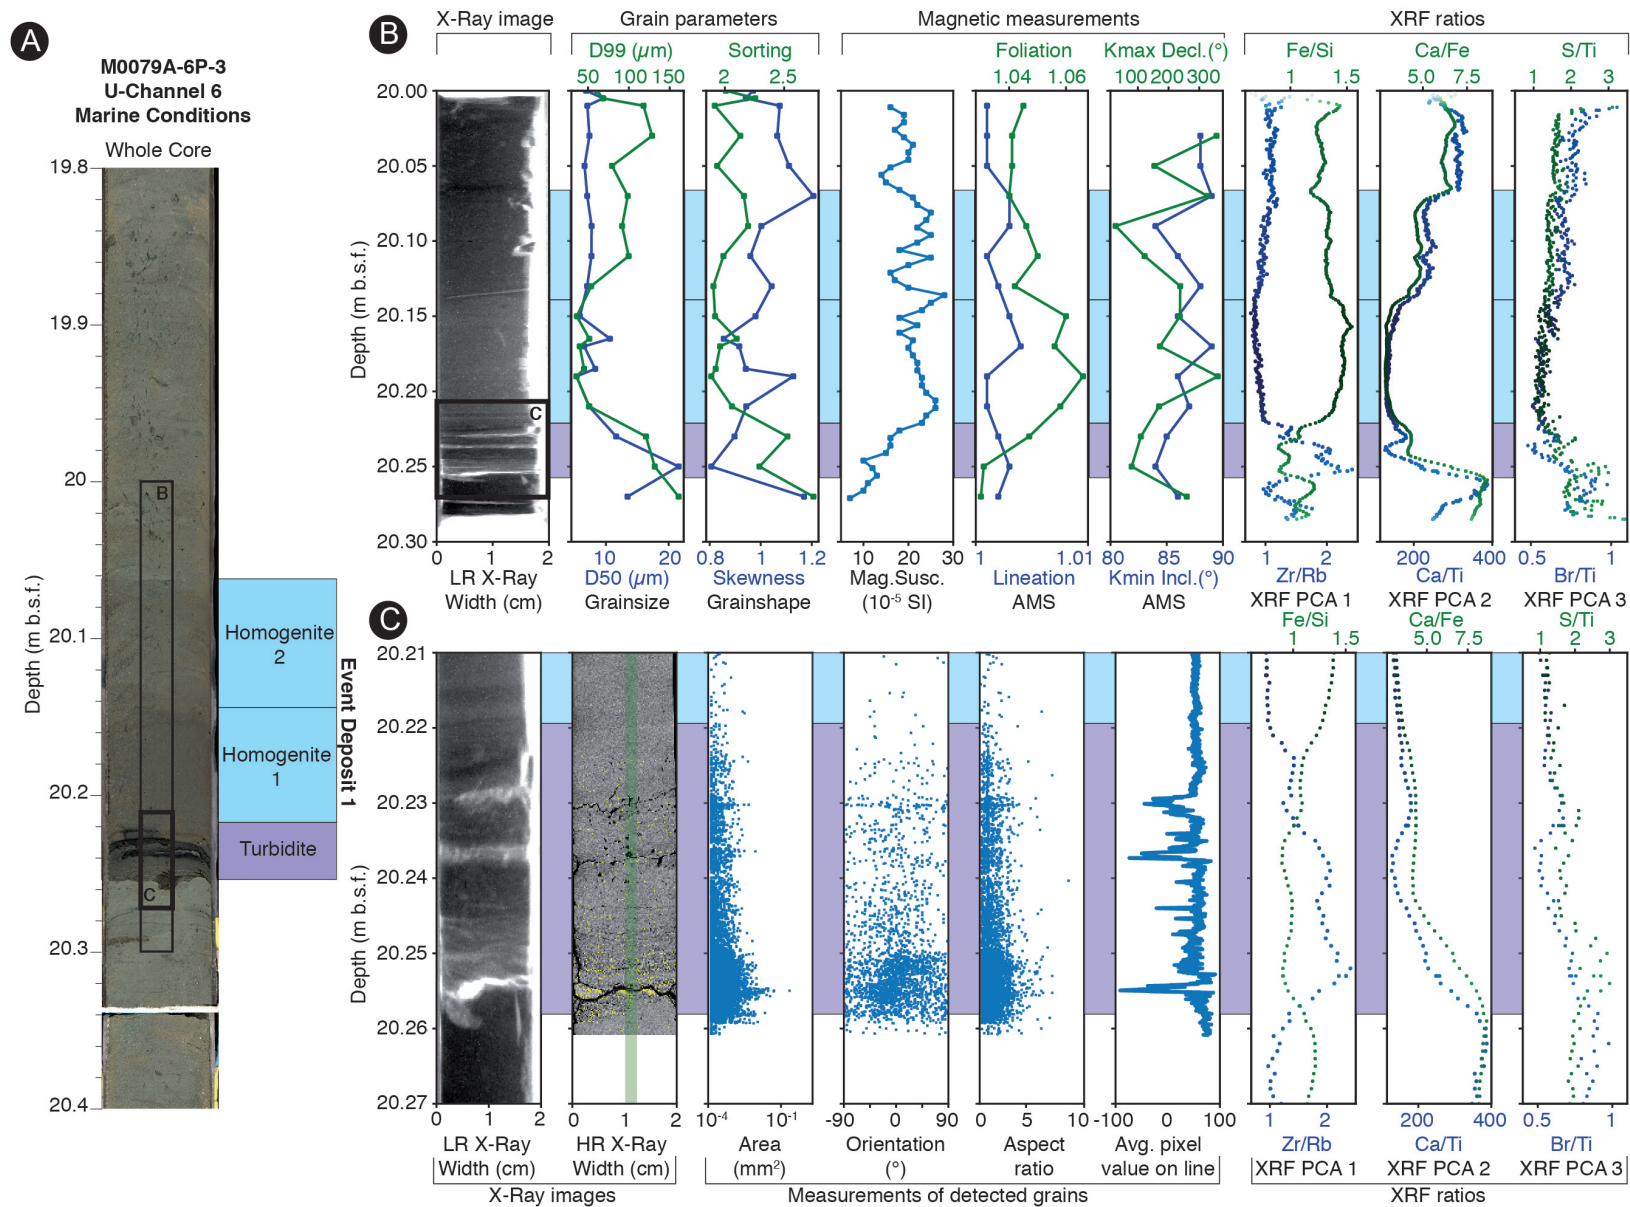 A
M0079A-6P-3
U-Channel 6
Marine Conditions
Whole Core
19.8
19.9
20
20.1
20.2
20.3
20.4
Depth (m b.s.f.)
B
C
Homogenite
2
Homogenite
1
Turbidite
Event Deposit 1
B
X-Ray image
Grain parameters
Magnetic measurements
XRF ratios
D99 (µm)
50 100 150
Sorting
2 2.5
Foliation
1.04 1.06
Kmax Decl.(°)
100 200 300
Fe/Si
1 1.5
Ca/Fe
5.0 7.5
S/Ti
1 2 3
20.00
20.05
20.10
20.15
20.20
20.25
20.30
Depth (m b.s.f.)
C
0 1 2
LR X-Ray
Width (cm)
10 20
D50 (µm)
Grainsize
0.8 1 1.2
Skewness
Grainshape
10 20 30
Mag.Susc.
(10⁻⁵ SI)
1 1.01
Lineation
AMS
80 85 90
Kmin Incl.(°)
AMS
1 2
Zr/Rb
XRF PCA 1
200 400
Ca/Ti
XRF PCA 2
0.5 1
Br/Ti
XRF PCA 3
C
Fe/Si
1 1.5
Ca/Fe
5.0 7.5
S/Ti
1 2 3
20.21
20.22
20.23
20.24
20.25
20.26
20.27
Depth (m b.s.f.)
0 1 2
LR X-Ray
Width (cm)
0 1 2
HR X-Ray
Width (cm)
X-Ray images
10⁻⁴ 10⁻¹
Area
(mm²)
-90 0 90
Orientation
(°)
0 5 10
Aspect
ratio
-100 0 100
Avg. pixel
value on line
Measurements of detected grains
1 2
Zr/Rb
XRF PCA 1
200 400
Ca/Ti
XRF PCA 2
0.5 1
Br/Ti
XRF PCA 3
XRF ratios